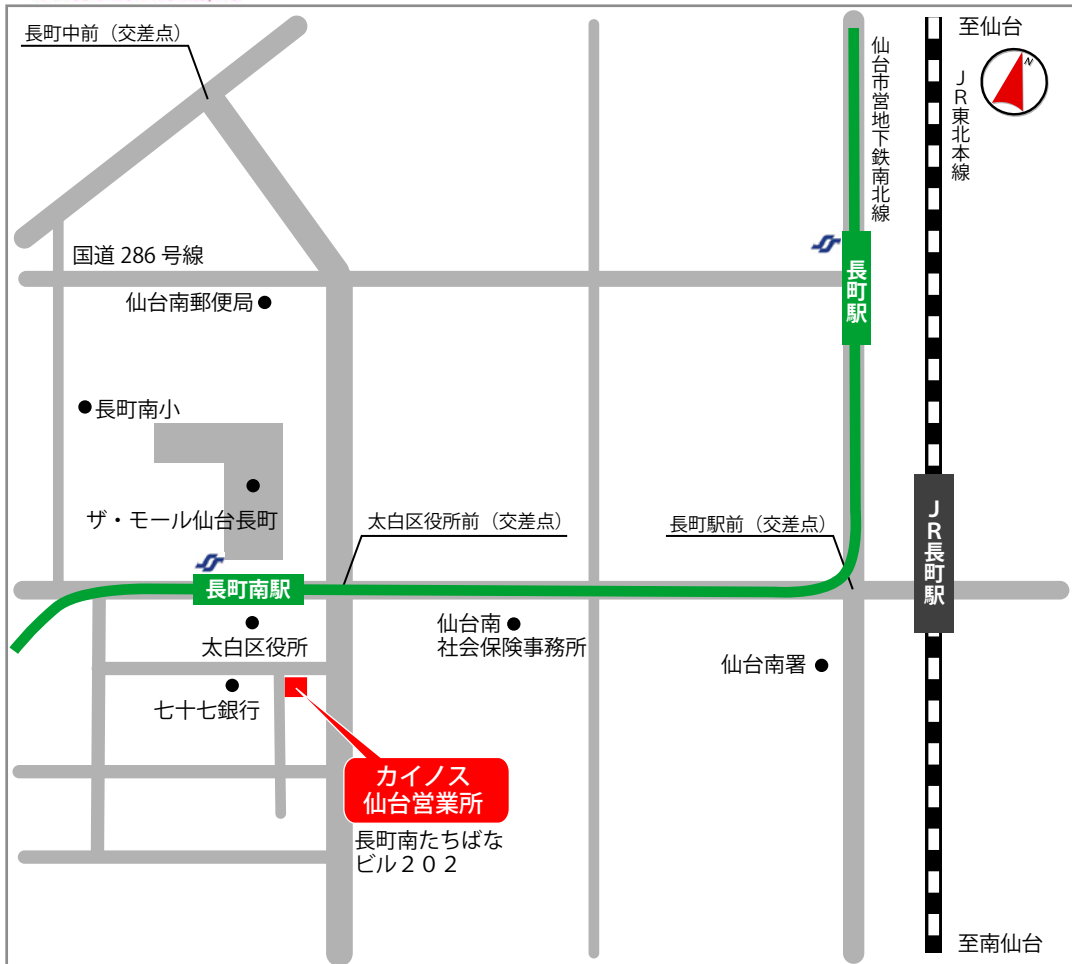 長町中前（交差点）
至仙台
N
仙台市営地下鉄南北線
ＪＲ東北本線
国道 286 号線
長町駅
仙台南郵便局
長町南小
ザ・モール仙台長町
太白区役所前（交差点）
長町駅前（交差点）
ＪＲ長町駅
長町南駅
太白区役所
仙台南
社会保険事務所
仙台南署
七十七銀行
カイノス
仙台営業所
長町南たちばな
ビル２０２
至南仙台